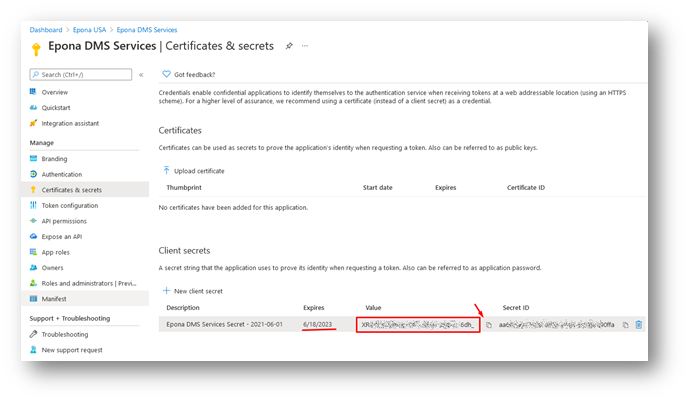 Dashboard > Epona USA > Epona DMS Services
Epona DMS Services | Certificates & secrets
Search (Ctrl+/)
Overview
Quickstart
Integration assistant
Manage
Branding
Authentication
Certificates & secrets
Token configuration
API permissions
Expose an API
App roles
Owners
Roles and administrators | Previ...
Manifest
Support + Troubleshooting
Troubleshooting
New support request
Got feedback?
Credentials enable confidential applications to identify themselves to the authentication service when receiving tokens at a web addressable location (using an HTTPS
scheme). For a higher level of assurance, we recommend using a certificate (instead of a client secret) as a credential.
Certificates
Certificates can be used as secrets to prove the application's identity when requesting a token. Also can be referred to as public keys.
Upload certificate
Thumbprint Start date Expires Certificate ID
No certificates have been added for this application.
Client secrets
A secret string that the application uses to prove its identity when requesting a token. Also can be referred to as application password.
New client secret
Description Expires Value Secret ID
Epona DMS Services Secret - 2021-06-01 6/18/2023